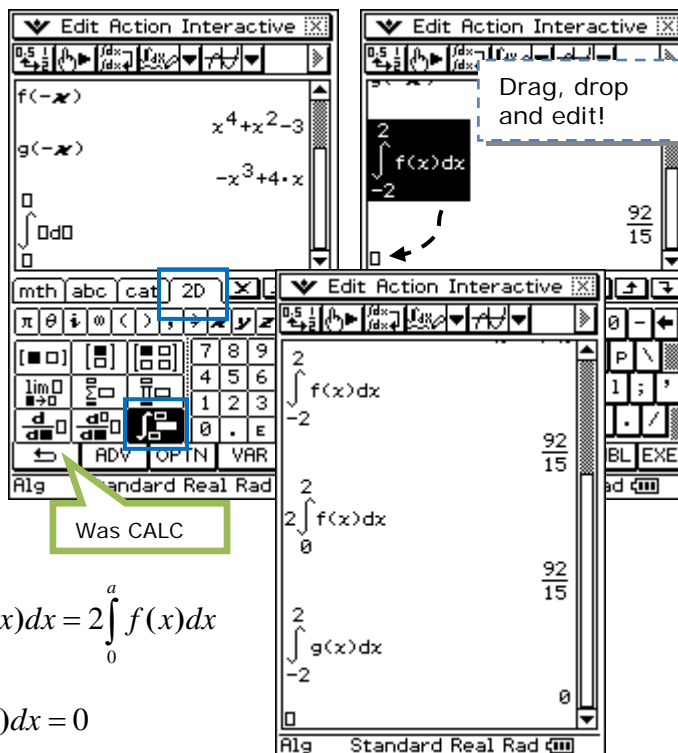 Edit Action Interactive
f(-x)
x⁴+x²-3
g(-x)
-x³+4·x
∫□d□
mth abc cat 2D
π θ i ∞ ( ) , ⇒ x y z
7 8 9
4 5 6
1 2 3
0 . E
lim
Σ
Π
d/d
∫
ADV OPTN VAR
Alg Standard Real Rad
Was CALC
Edit Action Interactive
Drag, drop
and edit!
2
∫ f(x)dx
-2
92
15
Edit Action Interactive
2
∫ f(x)dx
-2
92
15
2
2∫ f(x)dx
0
92
15
2
∫ g(x)dx
-2
0
Alg Standard Real Rad
x)dx = 2∫₀ᵃ f(x)dx
)dx = 0